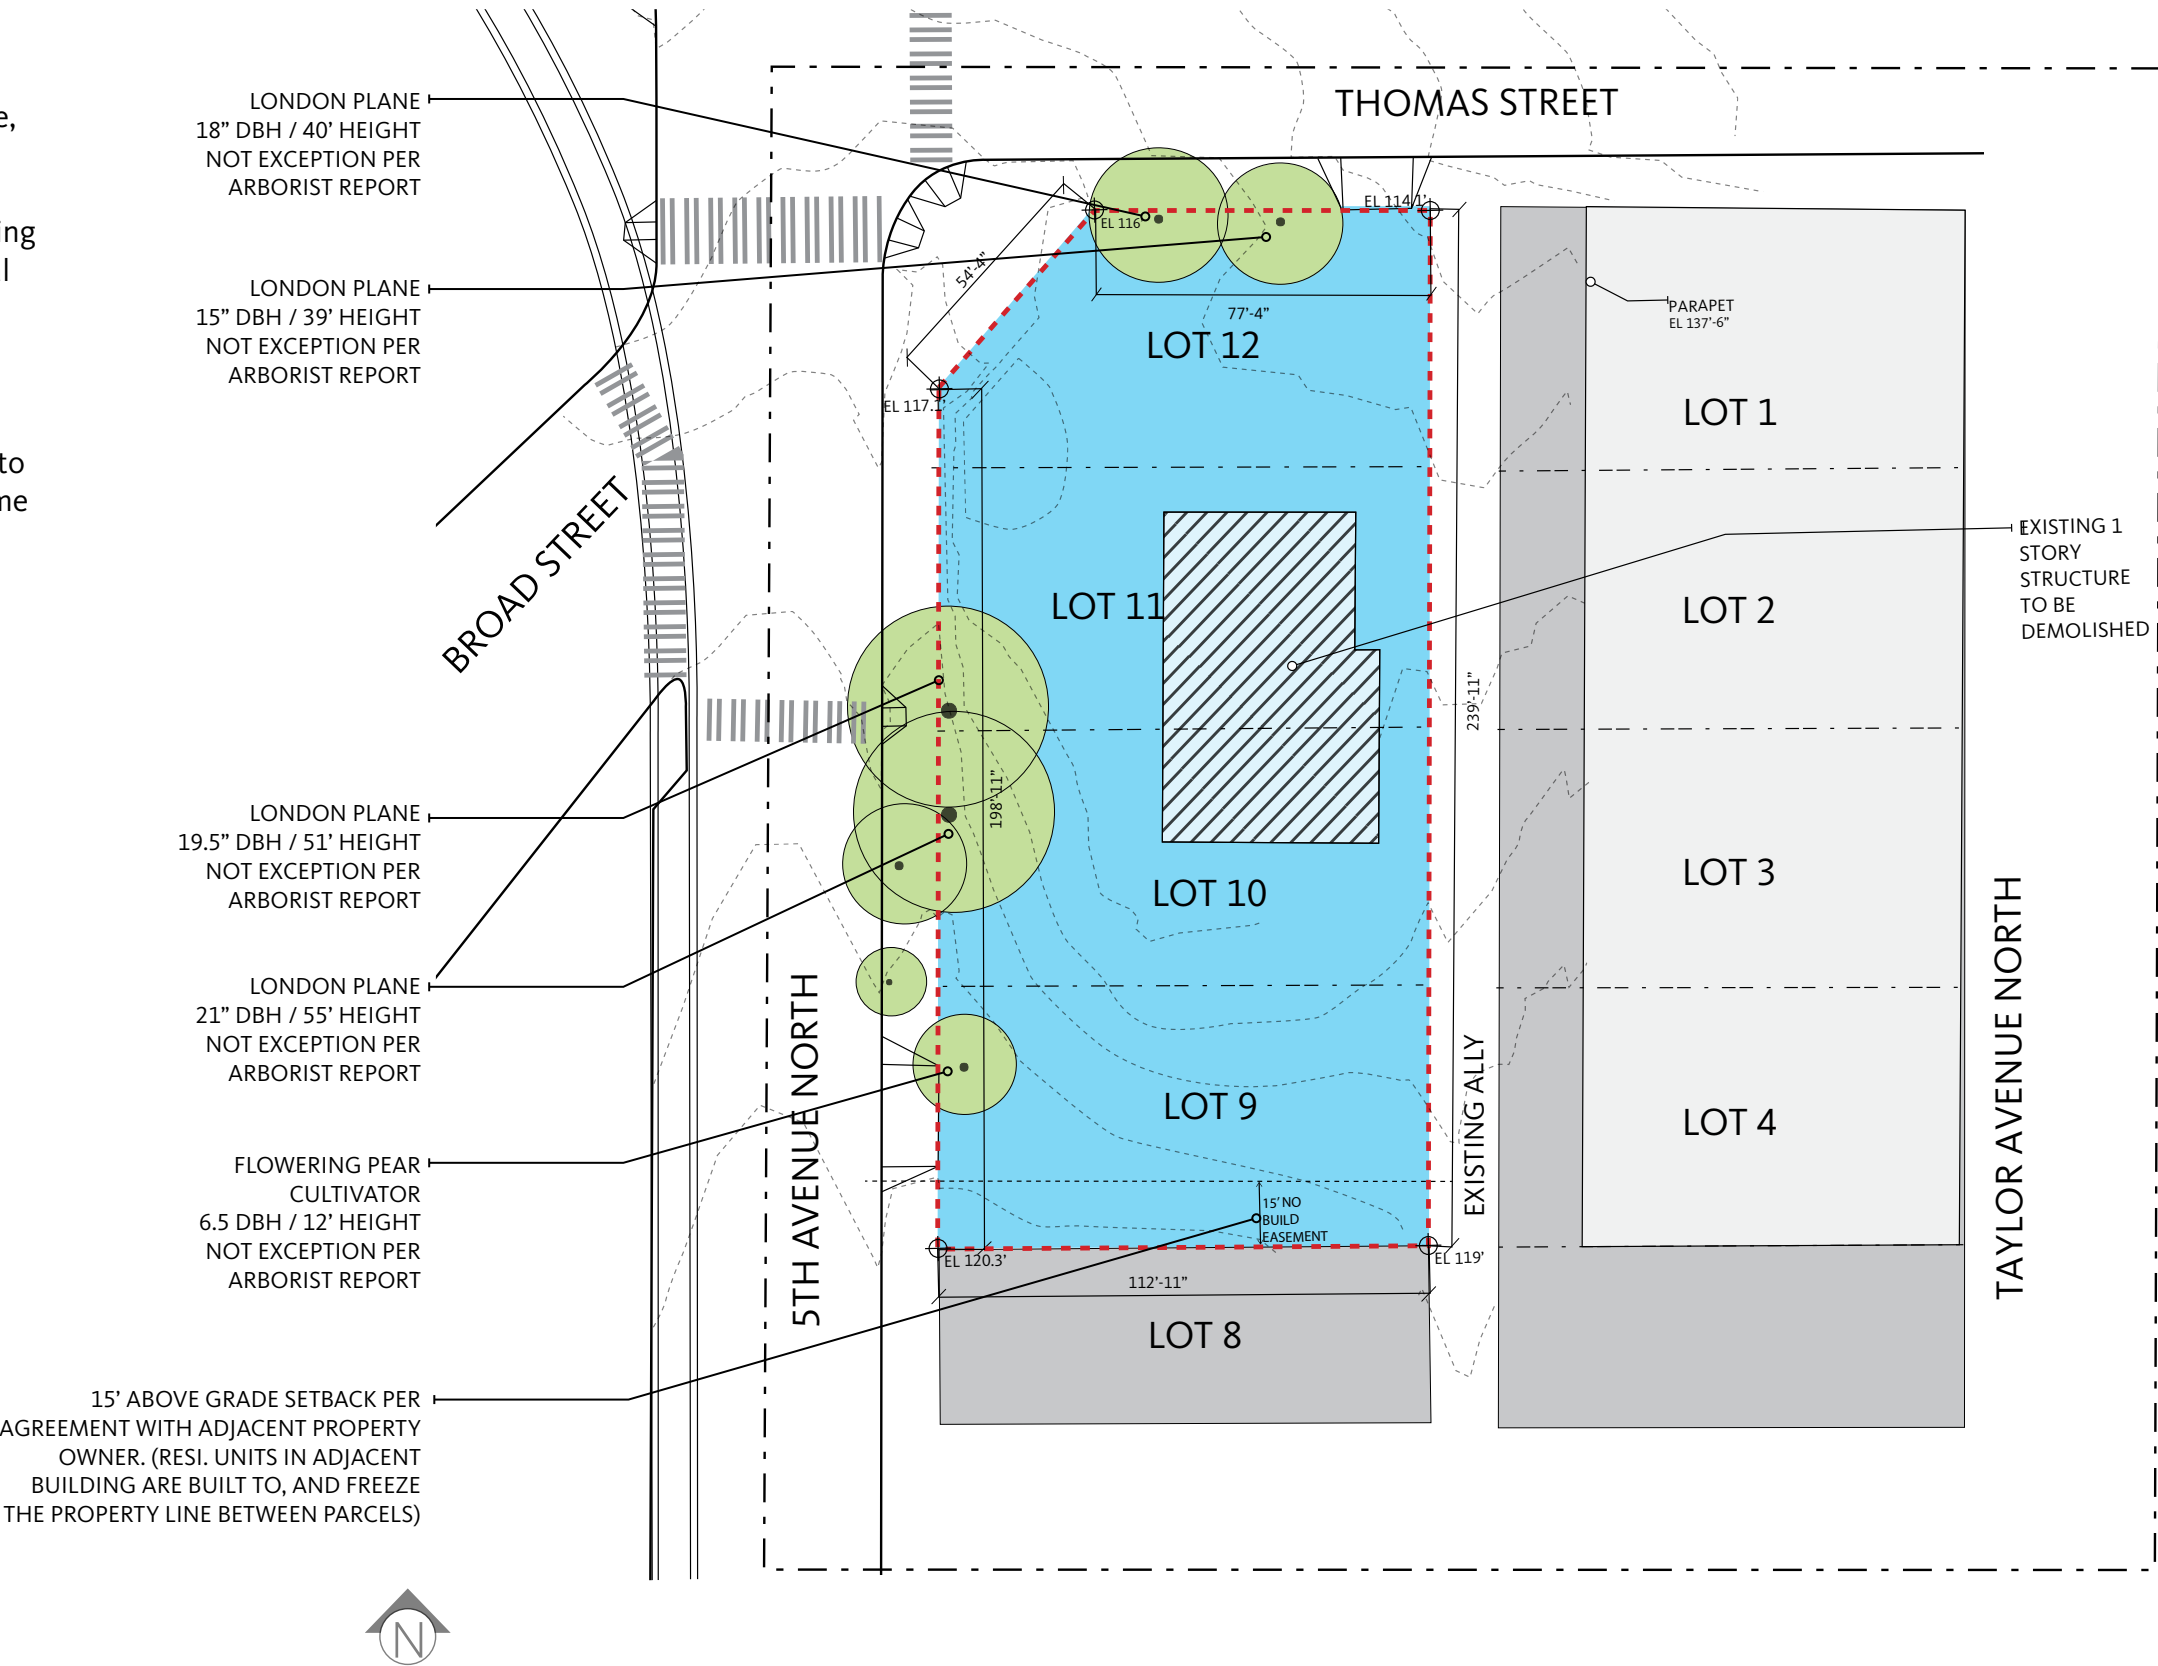 e,
ing
l
to
me
LONDON PLANE
18” DBH / 40’ HEIGHT
NOT EXCEPTION PER
ARBORIST REPORT
LONDON PLANE
15” DBH / 39’ HEIGHT
NOT EXCEPTION PER
ARBORIST REPORT
THOMAS STREET
EL 116’
EL 114.1’
54’-4”
77’-4”
LOT 12
EL 117.1’
PARAPET
EL 137’-6”
LOT 1
BROAD STREET
LOT 11
LOT 2
EXISTING 1
STORY
STRUCTURE
TO BE
DEMOLISHED
239’-11”
198’-11”
LONDON PLANE
19.5” DBH / 51’ HEIGHT
NOT EXCEPTION PER
ARBORIST REPORT
LOT 10
LOT 3
LONDON PLANE
21” DBH / 55’ HEIGHT
NOT EXCEPTION PER
ARBORIST REPORT
5TH AVENUE NORTH
LOT 9
EXISTING ALLY
LOT 4
TAYLOR AVENUE NORTH
FLOWERING PEAR
CULTIVATOR
6.5 DBH / 12’ HEIGHT
NOT EXCEPTION PER
ARBORIST REPORT
15’ NO
BUILD
EASEMENT
EL 120.3’
EL 119’
112’-11”
LOT 8
15’ ABOVE GRADE SETBACK PER
AGREEMENT WITH ADJACENT PROPERTY
OWNER. (RESI. UNITS IN ADJACENT
BUILDING ARE BUILT TO, AND FREEZE
THE PROPERTY LINE BETWEEN PARCELS)
N